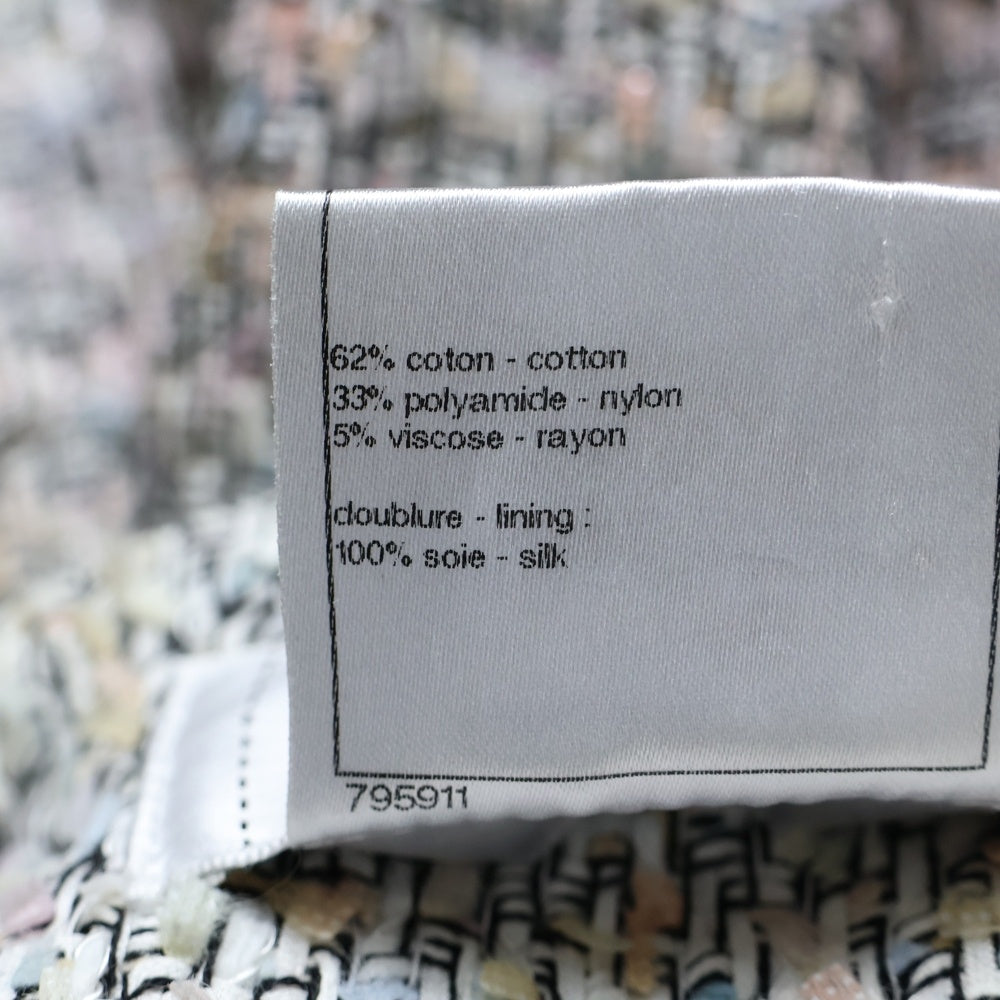 62% coton - cotton
33% polyamide - nylon
5% viscose - rayon
doublure - lining :
100% soie - silk
795911